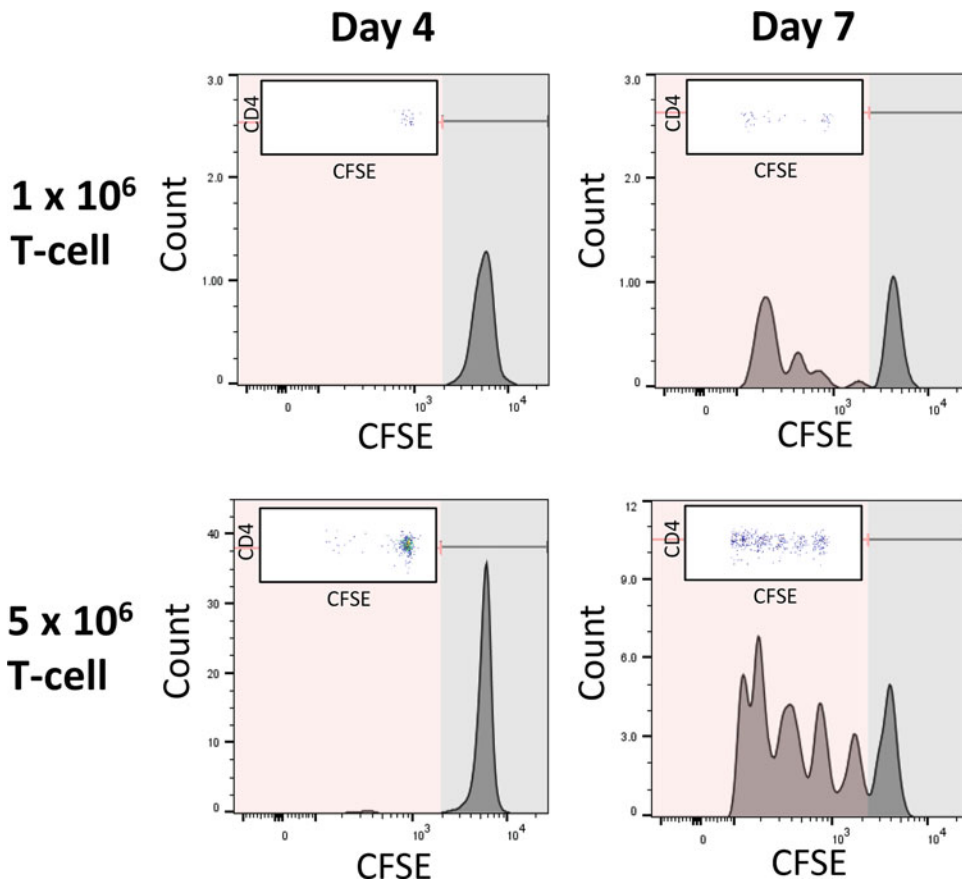 Day 4
Day 7
1 x 10⁶
T-cell
3.0
2.0
1.00
0
Count
CD4
CFSE
0
10³
10⁴
CFSE
3.0
2.0
1.00
0
Count
CD4
CFSE
0
10³
10⁴
CFSE
5 x 10⁶
T-cell
40
30
20
10
0
Count
CD4
CFSE
0
10³
10⁴
CFSE
12
9.0
6.0
3.0
0
Count
CD4
CFSE
0
10³
10⁴
CFSE